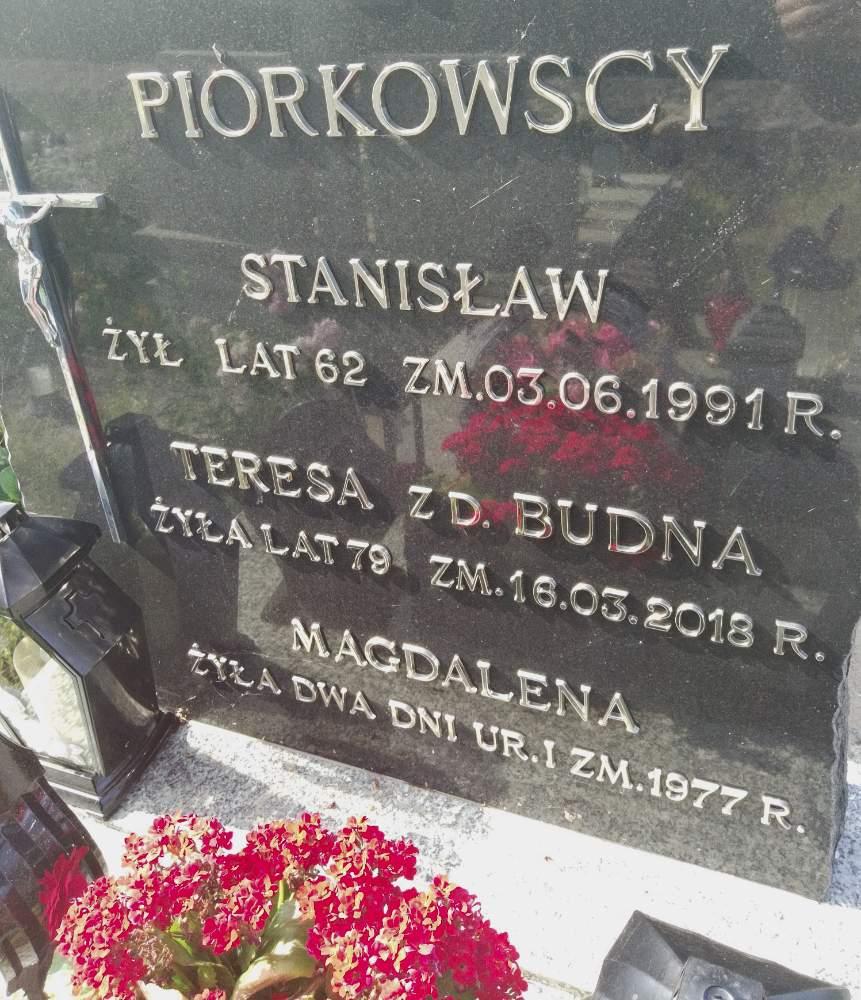 PIÓRKOWSCY
STANISŁAW
ŻYŁ LAT 62 ZM.03.06.1991 R.
TERESA Z D. BUDNA
ŻYŁA LAT 79 ZM.16.03.2018 R.
MAGDALENA
ŻYŁA DWA DNI UR.I ZM.1977 R.